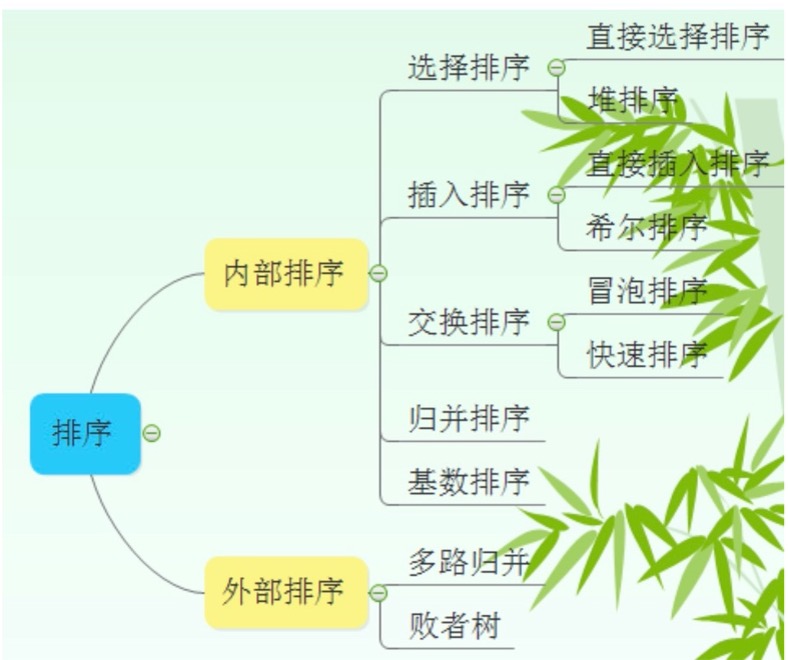 排序
内部排序
选择排序
直接选择排序
堆排序
插入排序
直接插入排序
希尔排序
交换排序
冒泡排序
快速排序
归并排序
基数排序
外部排序
多路归并
败者树